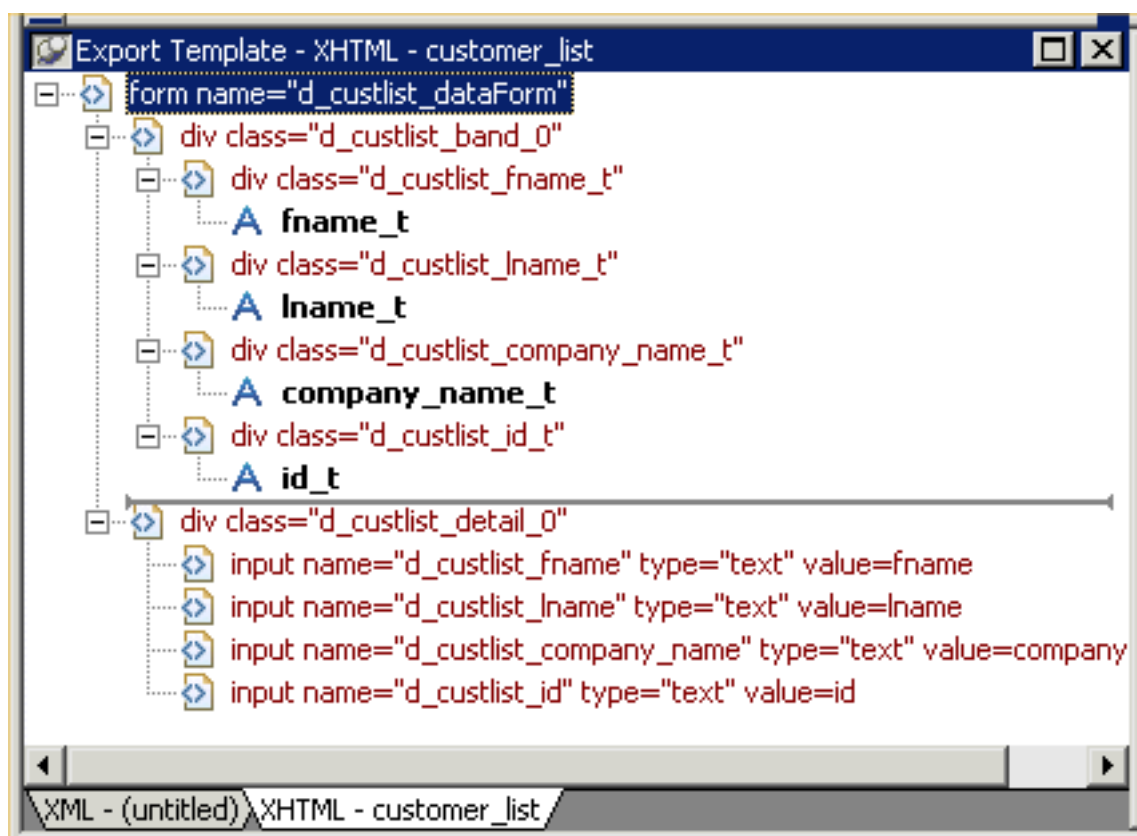 Export Template - XHTML - customer_list
form name="d_custlist_dataForm"
div class="d_custlist_band_0"
div class="d_custlist_fname_t"
A fname_t
div class="d_custlist_lname_t"
A lname_t
div class="d_custlist_company_name_t"
A company_name_t
div class="d_custlist_id_t"
A id_t
div class="d_custlist_detail_0"
input name="d_custlist_fname" type="text" value=fname
input name="d_custlist_lname" type="text" value=lname
input name="d_custlist_company_name" type="text" value=company
input name="d_custlist_id" type="text" value=id
XML - (untitled) XHTML - customer_list